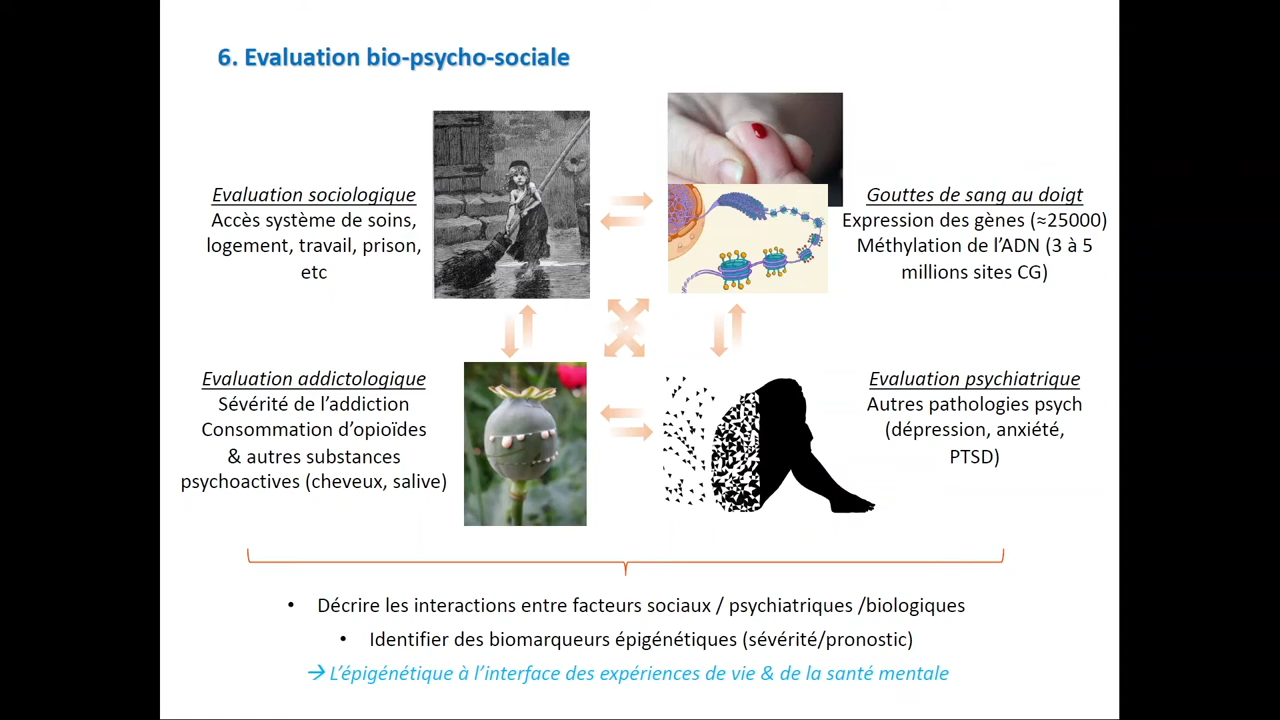 6. Evaluation bio-psycho-sociale
Evaluation sociologique
Accès système de soins,
logement, travail, prison,
etc
Gouttes de sang au doigt
Expression des gènes (≈25000)
Méthylation de l'ADN (3 à 5
millions sites CG)
Evaluation addictologique
Sévérité de l'addiction
Consommation d'opioïdes
& autres substances
psychoactives (cheveux, salive)
Evaluation psychiatrique
Autres pathologies psych
(dépression, anxiété,
PTSD)
• Décrire les interactions entre facteurs sociaux / psychiatriques /biologiques
• Identifier des biomarqueurs épigénétiques (sévérité/pronostic)
→ L'épigénétique à l'interface des expériences de vie & de la santé mentale